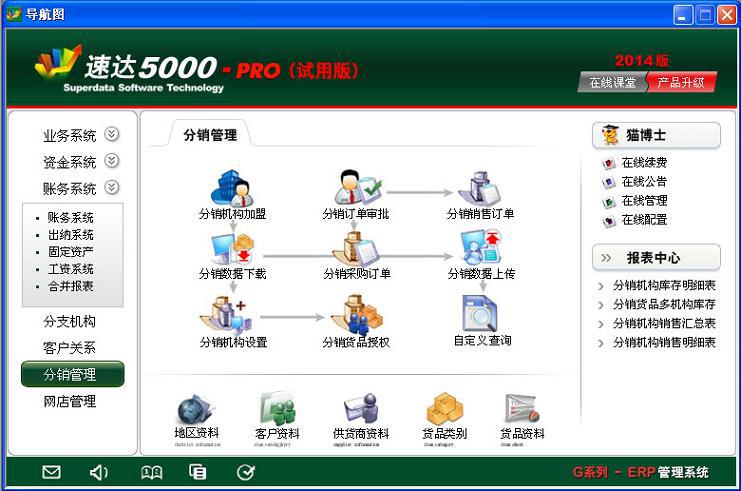 导航图
速达5000-PRO（试用版）
Superdata Software Technology
2014版
在线课堂 产品升级
业务系统
资金系统
账务系统
账务系统
出纳系统
固定资产
工资系统
合并报表
分支机构
客户关系
分销管理
网店管理
分销管理
分销机构加盟 分销订单审批 分销销售订单
分销数据下载 分销采购订单 分销数据上传
分销机构设置 分销货品授权 自定义查询
地区资料 客户资料 供货商资料 货品类别 货品资料
district information supplier information item category item sheet
猫博士
在线续费
在线公告
在线管理
在线配置
报表中心
分销机构库存明细表
分销货品多机构库存
分销机构销售汇总表
分销机构销售明细表
G系列 - ERP管理系统